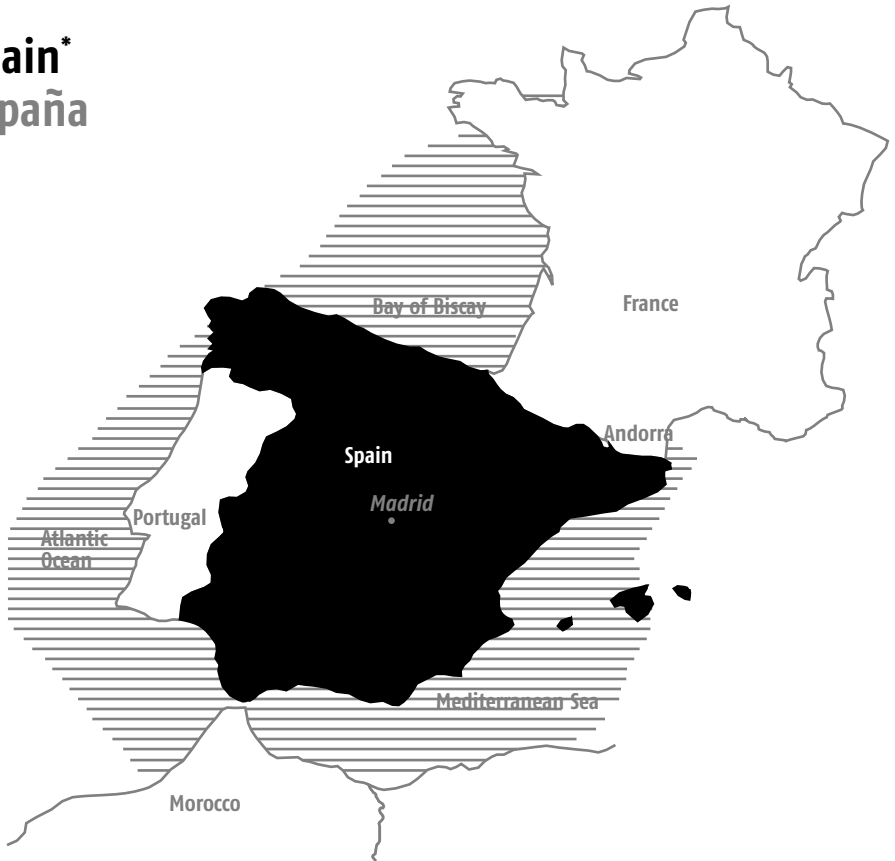 ain*
paña
Bay of Biscay
France
Andorra
Spain
Madrid
Portugal
Atlantic
Ocean
Mediterranean Sea
Morocco